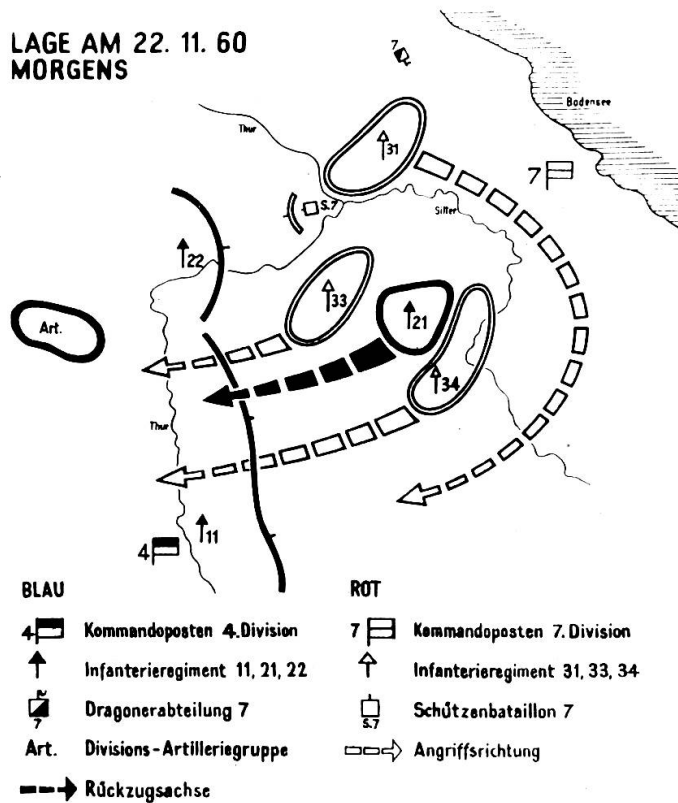 LAGE AM 22. 11. 60
MORGENS
7
Bodensee
Thur
31
7
S.7
Sitter
22
33
21
Art.
34
Thur
11
4
BLAU
4 Kommandoposten 4. Division
Infanterieregiment 11, 21, 22
7 Dragonerabteilung 7
Art. Divisions-Artilleriegruppe
Rückzugsachse
ROT
7 Kommandoposten 7. Division
Infanterieregiment 31, 33, 34
S.7 Schützenbataillon 7
Angriffsrichtung